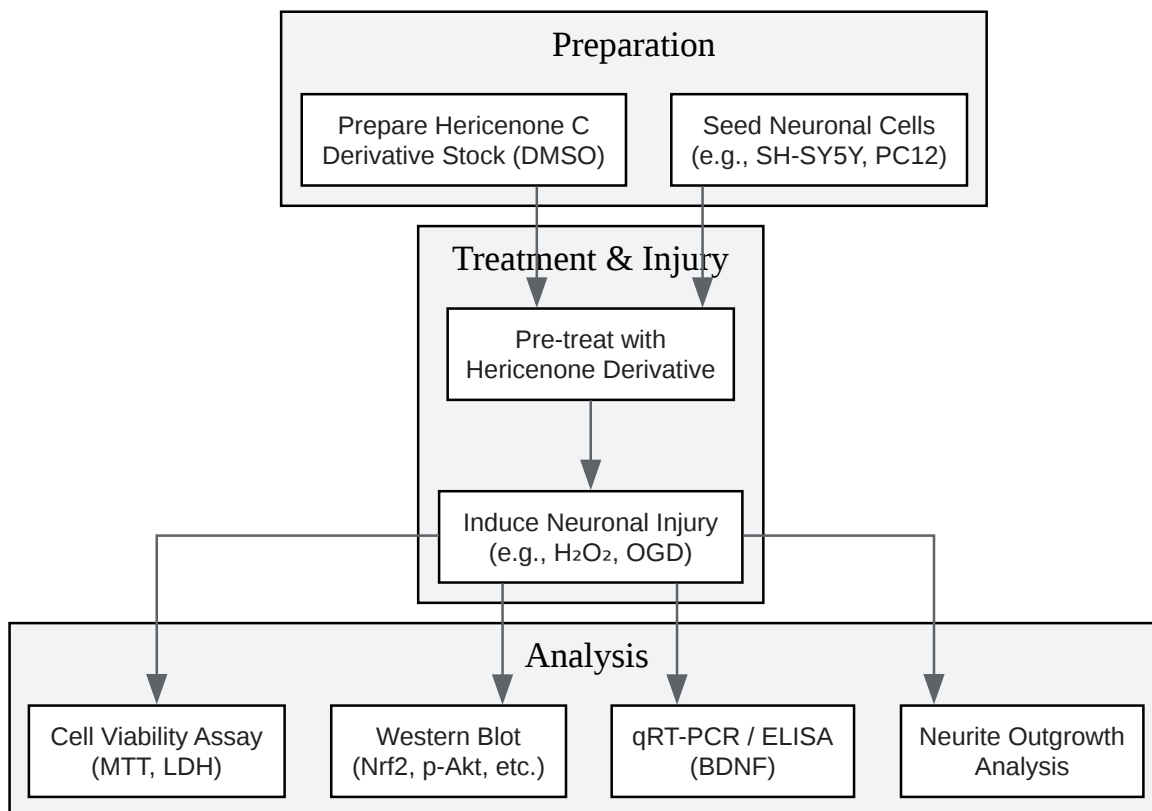 Preparation
Prepare Hericenone C
Derivative Stock (DMSO)
Seed Neuronal Cells
(e.g., SH-SY5Y, PC12)
Treatment & Injury
Pre-treat with
Hericenone Derivative
Induce Neuronal Injury
(e.g., H₂O₂, OGD)
Analysis
Cell Viability Assay
(MTT, LDH)
Western Blot
(Nrf2, p-Akt, etc.)
qRT-PCR / ELISA
(BDNF)
Neurite Outgrowth
Analysis